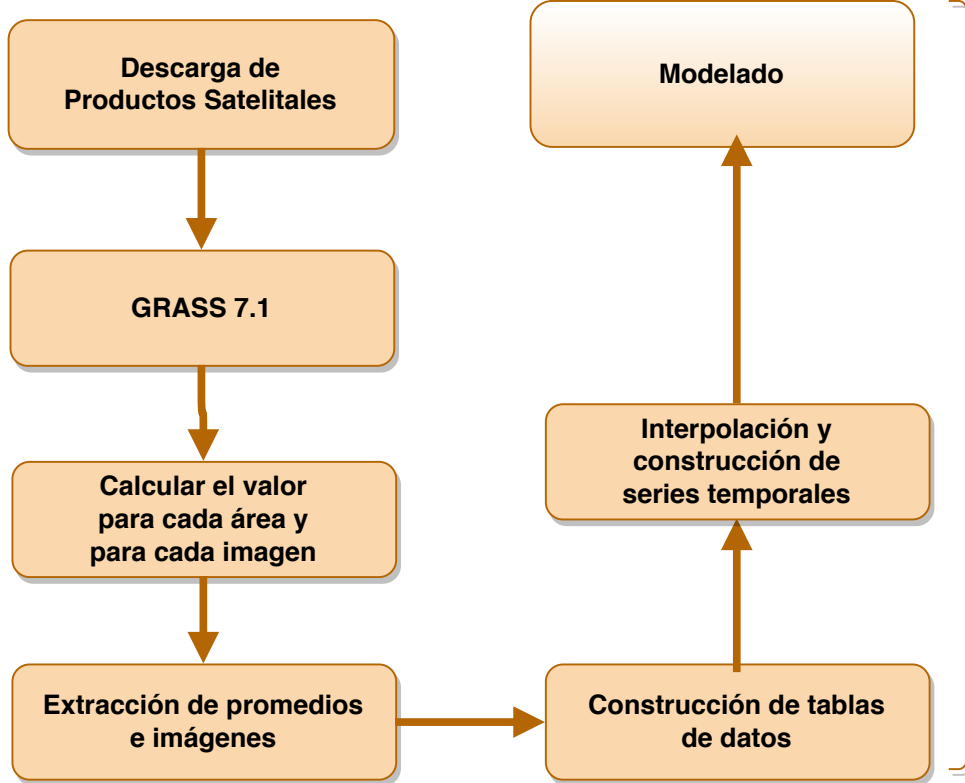 Descarga de
Productos Satelitales
GRASS 7.1
Calcular el valor
para cada área y
para cada imagen
Extracción de promedios
e imágenes
Construcción de tablas
de datos
Interpolación y
construcción de
series temporales
Modelado